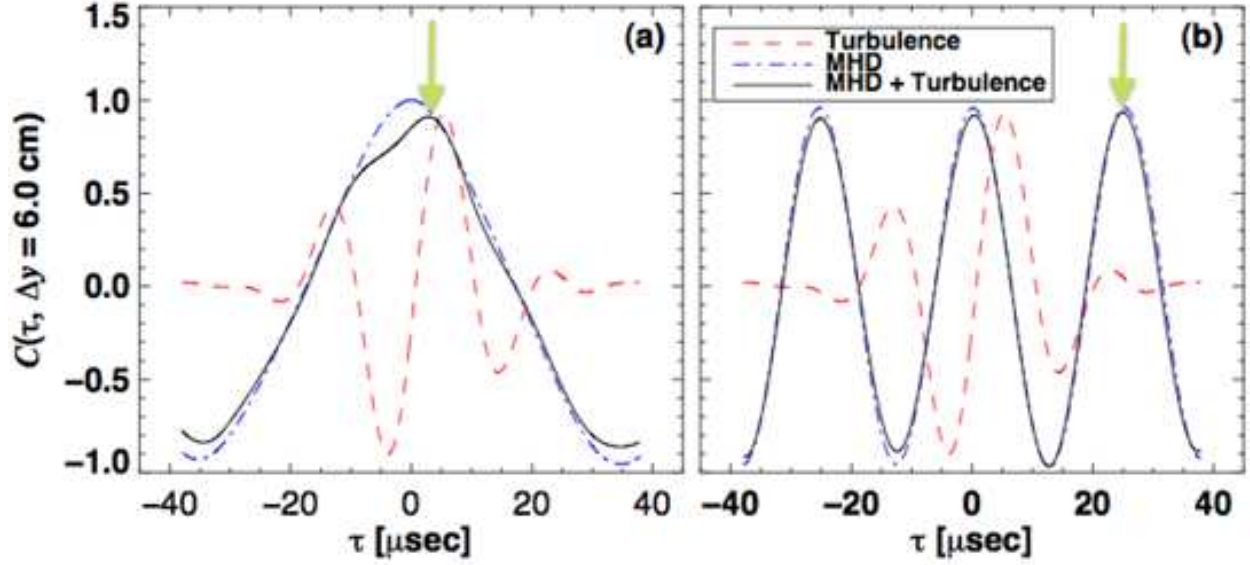 (a)
(b)
Turbulence
MHD
MHD + Turbulence
1.5
1.0
0.5
0.0
−0.5
−1.0
C(τ, Δy = 6.0 cm)
−40 −20 0 20 40
−40 −20 0 20 40
τ [μsec]
τ [μsec]